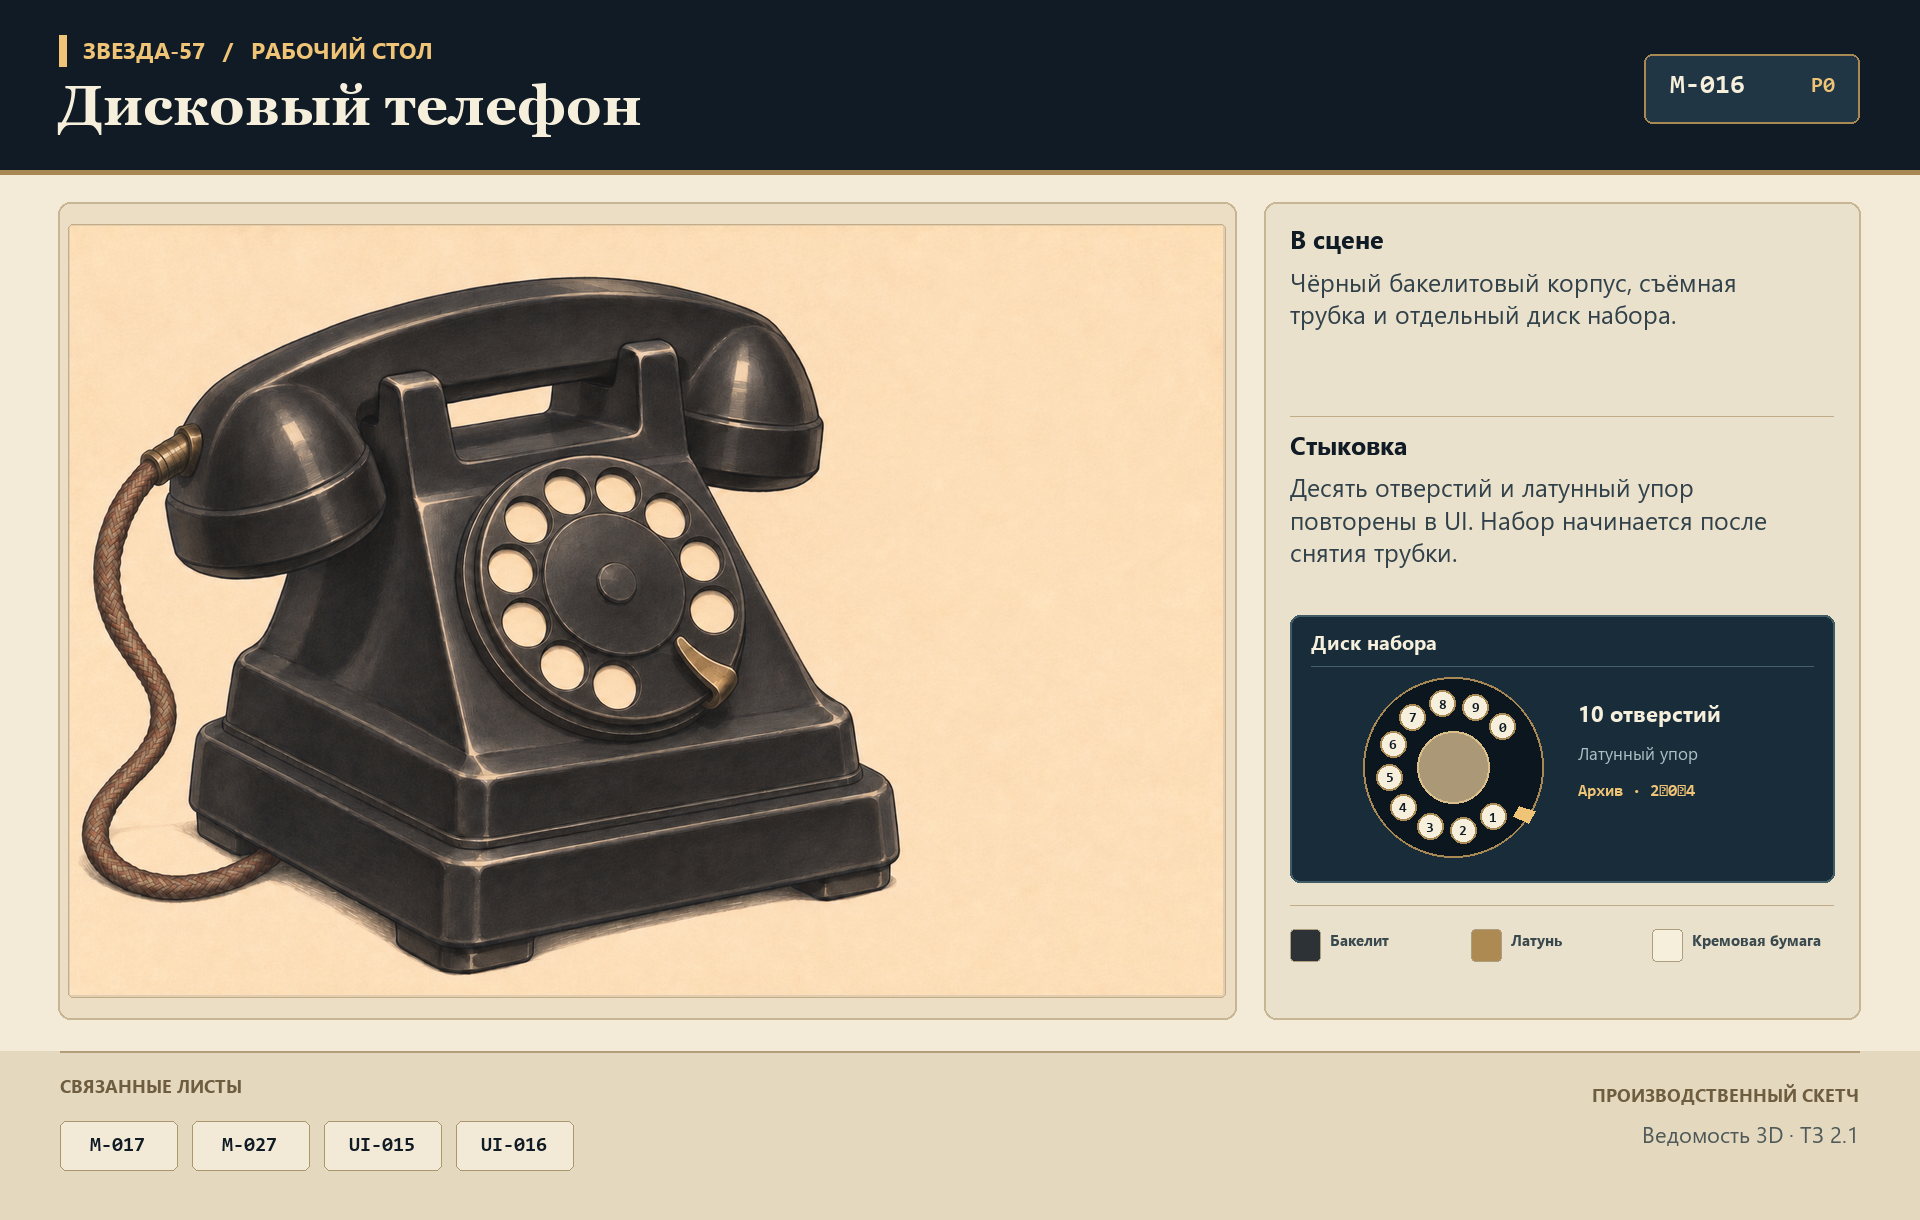 ЗВЕЗДА-57 / РАБОЧИЙ СТОЛ
Дисковый телефон
М-016 P0
В сцене
Чёрный бакелитовый корпус, съёмная
трубка и отдельный диск набора.
Стыковка
Десять отверстий и латунный упор
повторены в UI. Набор начинается после
снятия трубки.
Диск набора
8
9
7
0
6
5
4
1
3
2
10 отверстий
Латунный упор
Архив · 2▯0▯4
Бакелит
Латунь
Кремовая бумага
СВЯЗАННЫЕ ЛИСТЫ
М-017
М-027
UI-015
UI-016
ПРОИЗВОДСТВЕННЫЙ СКЕТЧ
Ведомость 3D · ТЗ 2.1